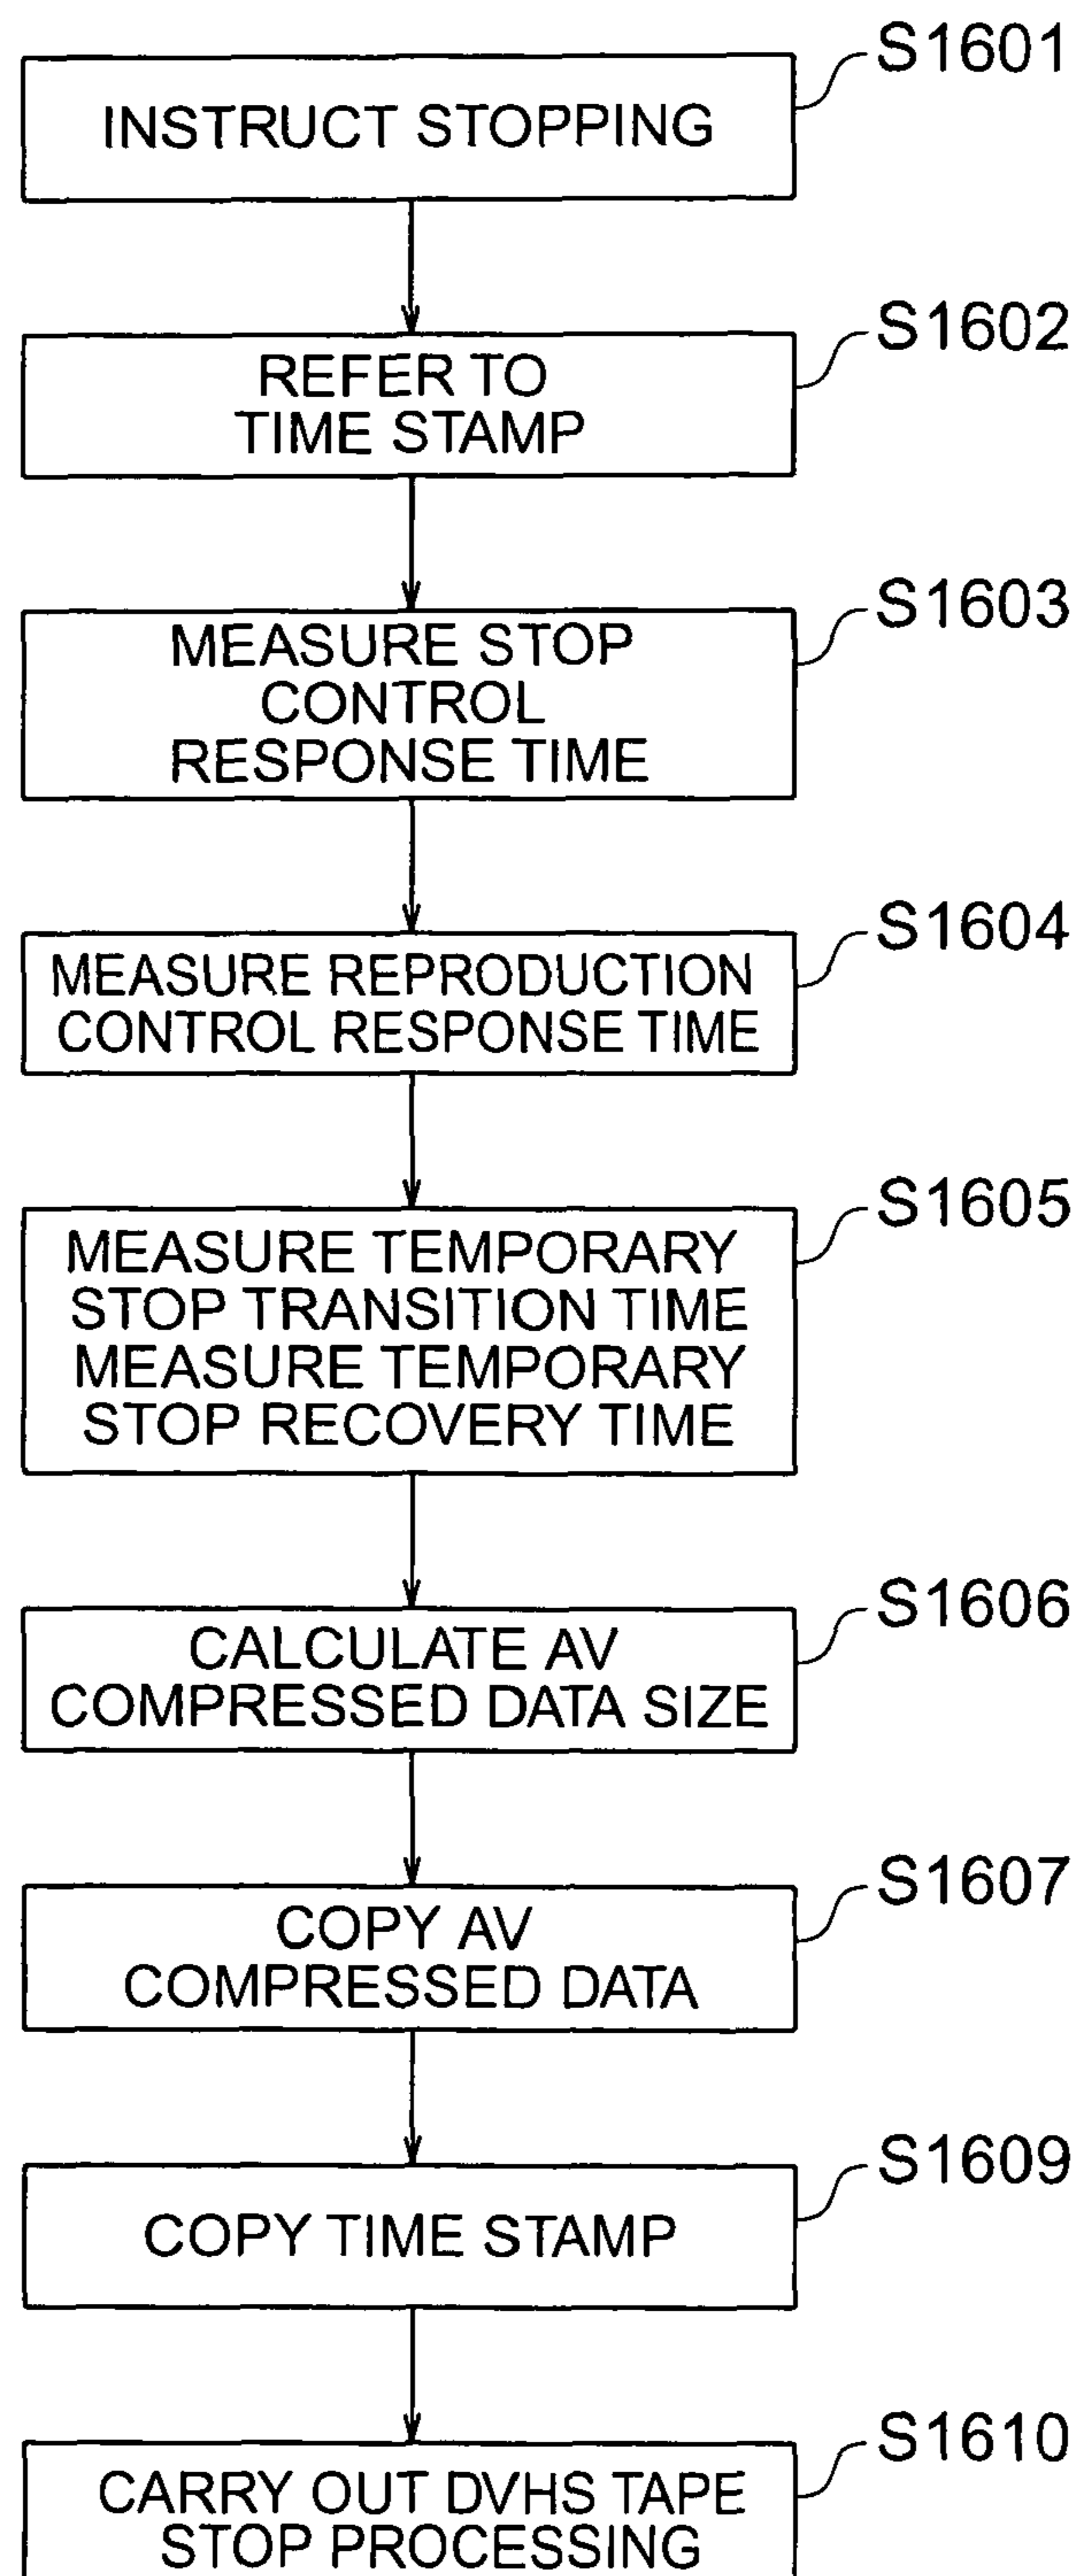 S1601
INSTRUCT STOPPING
S1602
REFER TO
TIME STAMP
S1603
MEASURE STOP
CONTROL
RESPONSE TIME
S1604
MEASURE REPRODUCTION
CONTROL RESPONSE TIME
S1605
MEASURE TEMPORARY
STOP TRANSITION TIME
MEASURE TEMPORARY
STOP RECOVERY TIME
S1606
CALCULATE AV
COMPRESSED DATA SIZE
S1607
COPY AV
COMPRESSED DATA
S1609
COPY TIME STAMP
S1610
CARRY OUT DVHS TAPE
STOP PROCESSING